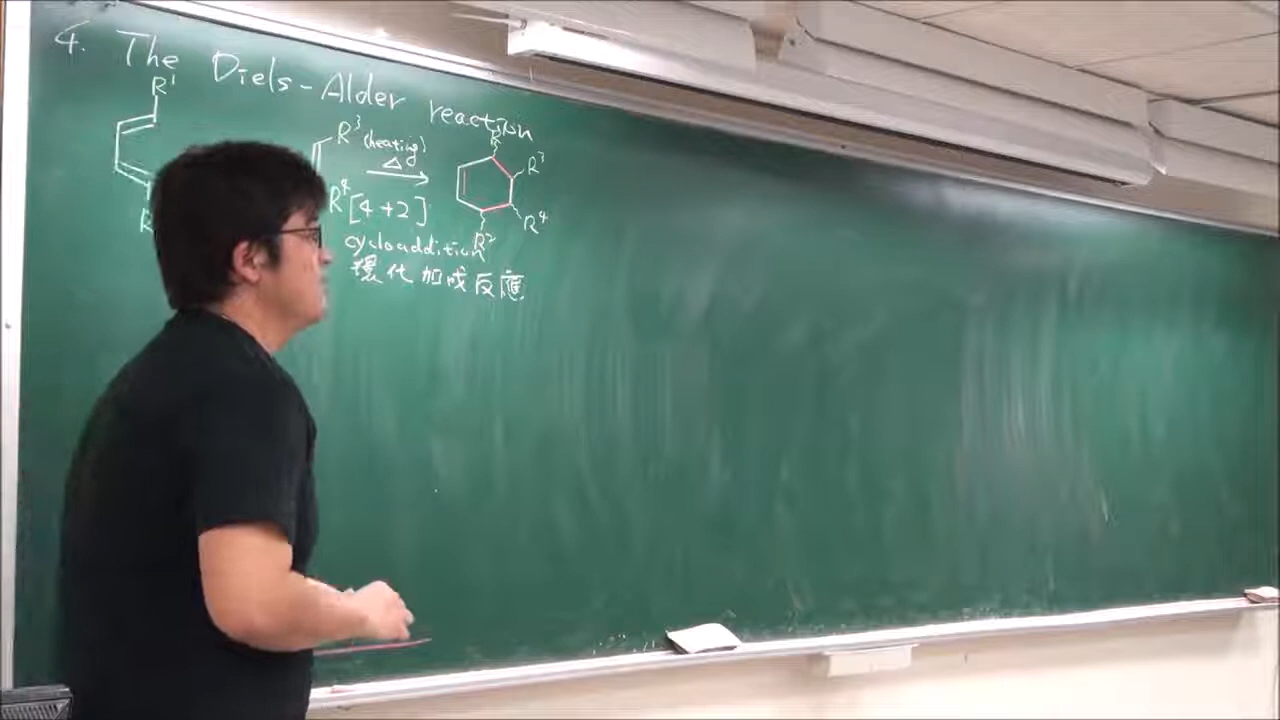 4. The Diels-Alder reaction
R¹
R³ (heating)
Δ
R³
R⁴ [4+2]
R⁴
R²
cycloaddition
環化加成反應